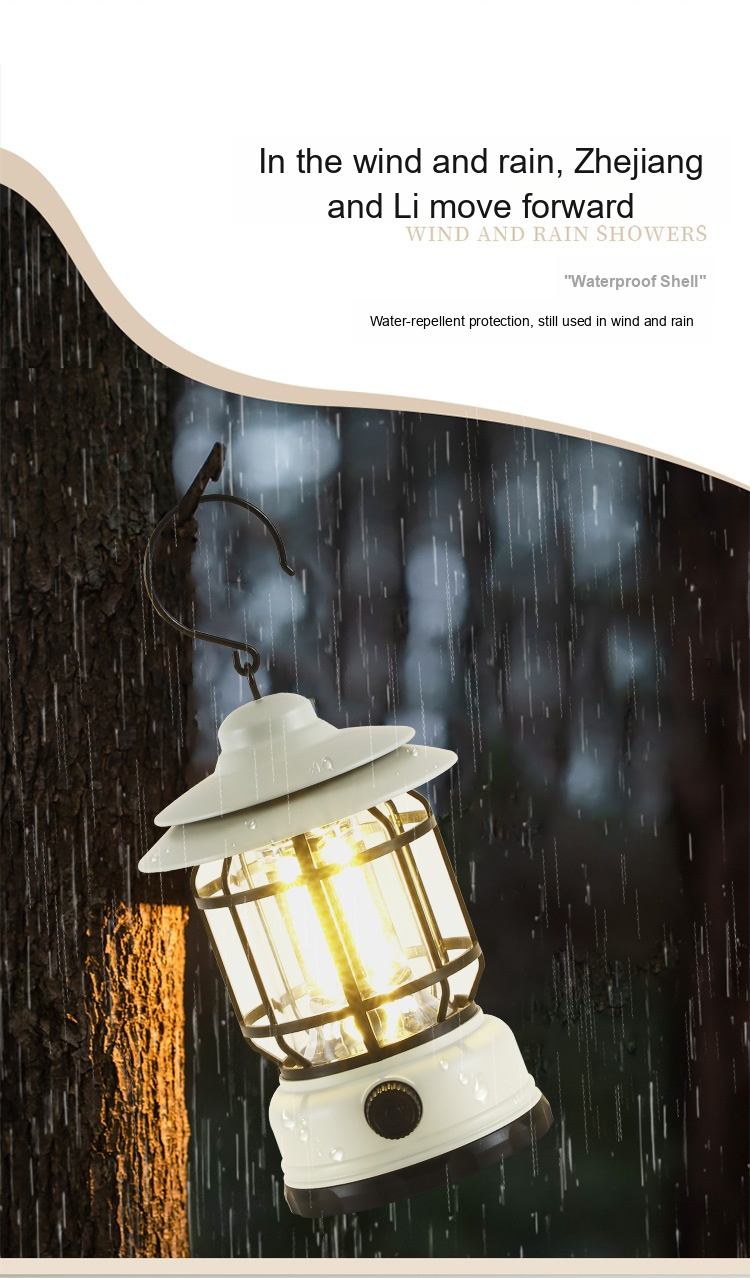 In the wind and rain, Zhejiang
and Li move forward
WIND AND RAIN SHOWERS
"Waterproof Shell"
Water-repellent protection, still used in wind and rain